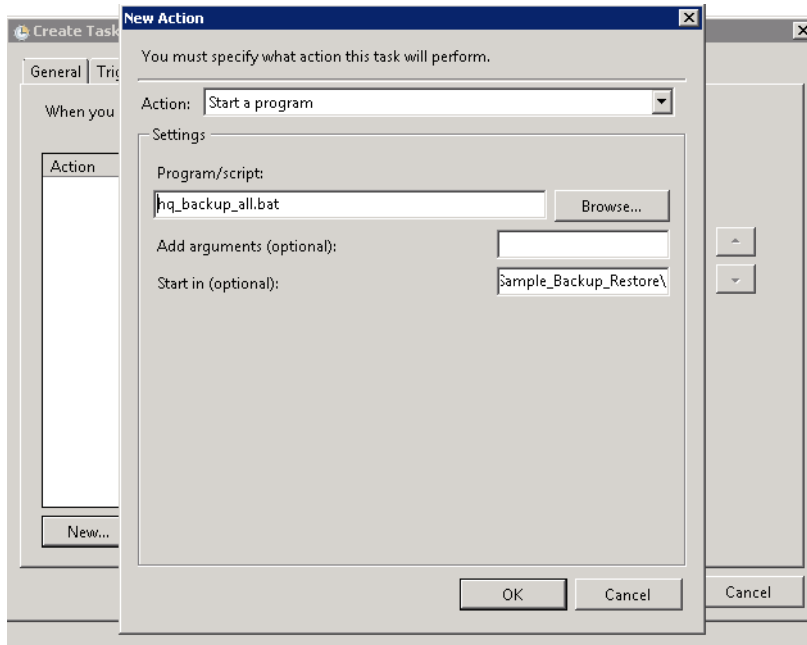 New Action
Create Task
You must specify what action this task will perform.
General
When you
Action: Start a program
Settings
Action
Program/script:
hq_backup_all.bat
Browse...
Add arguments (optional):
Start in (optional): Sample_Backup_Restore\
New...
OK Cancel
Cancel